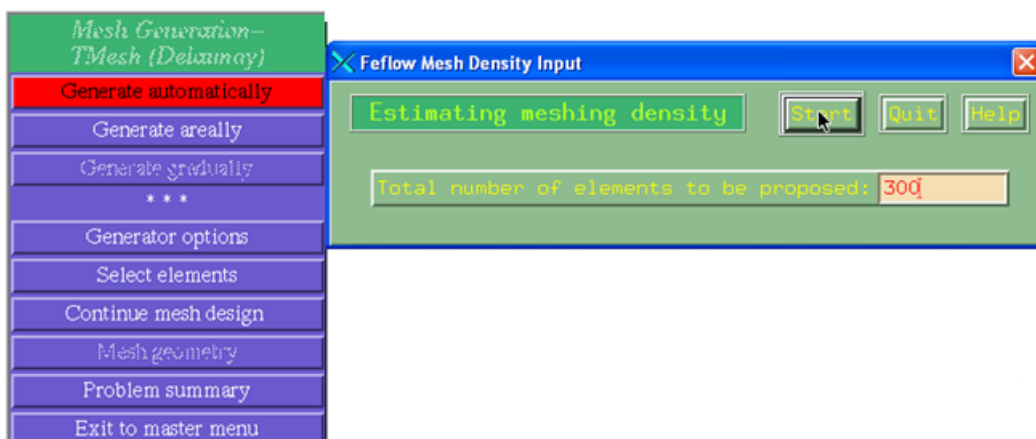 Mesh Generation--
TMesh (Delaunay)
Generate automatically
Generate areally
Generate gradually
* * *
Generator options
Select elements
Continue mesh design
Mesh geometry
Problem summary
Exit to master menu
Feflow Mesh Density Input
Estimating meshing density
Start
Quit
Help
Total number of elements to be proposed: 300